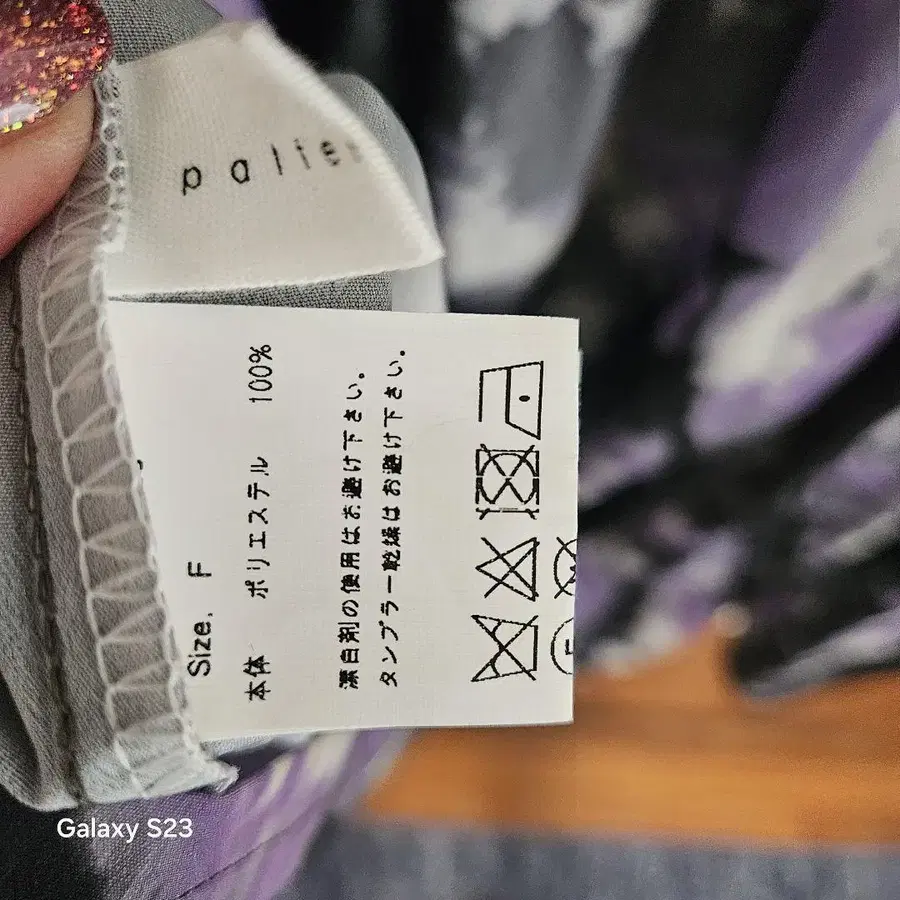 palie
Size. F
本体 ポリエステル 100%
漂白剤の使用はお避け下さい。
タンブラー乾燥はお避け下さい。
Galaxy S23